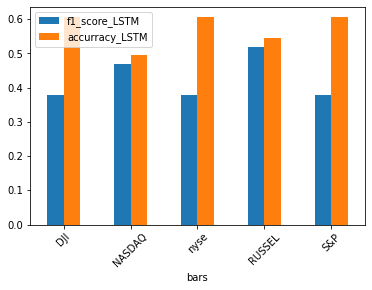 f1_score_LSTM
accurracy_LSTM
0.6
0.5
0.4
0.3
0.2
0.1
0.0
DJI NASDAQ nyse RUSSEL S&P
bars